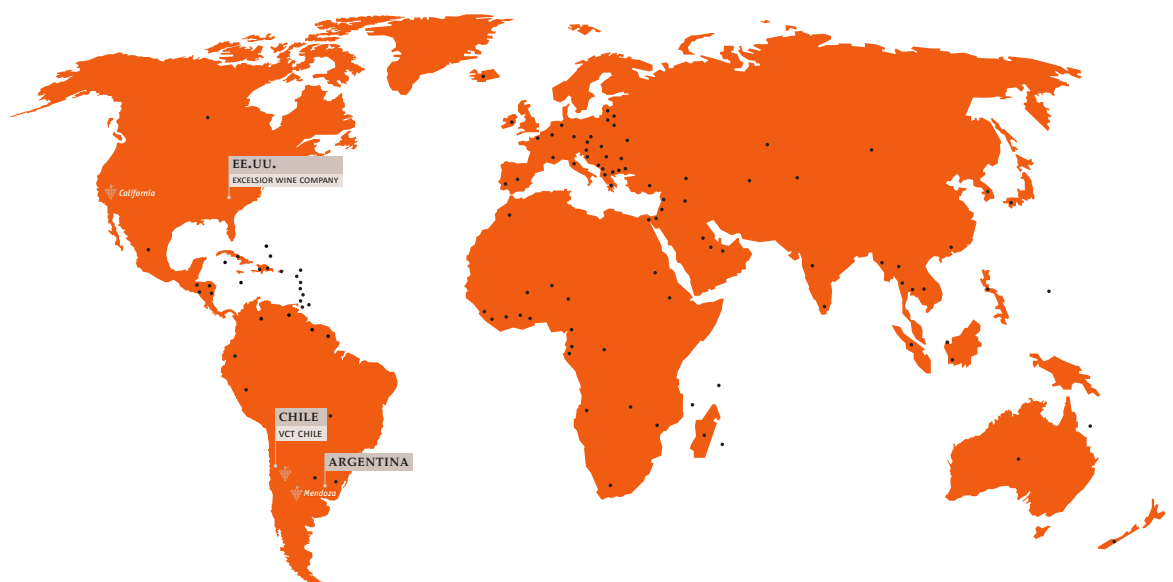 EE.UU.
EXCELSIOR WINE COMPANY
California
CHILE
VCT CHILE
ARGENTINA
Mendoza